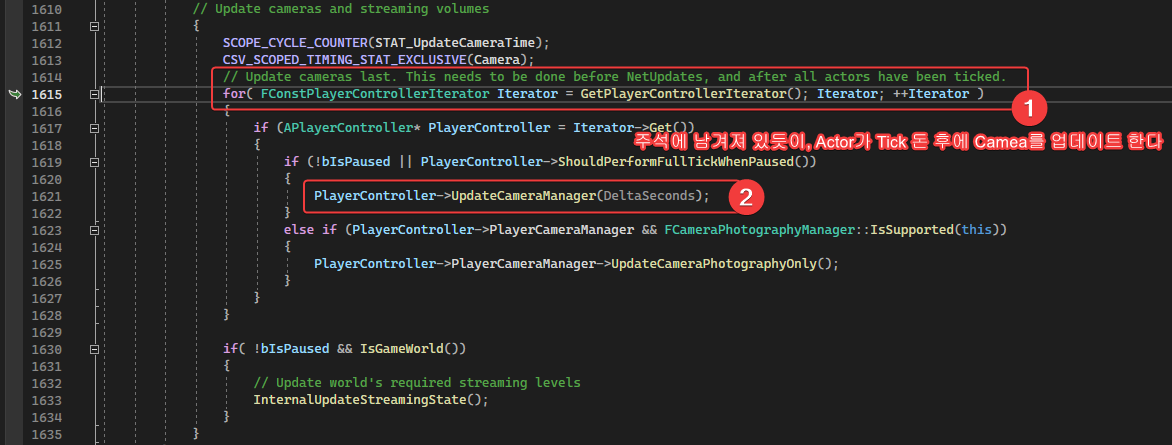 1610 // Update cameras and streaming volumes
1611 {
1612 SCOPE_CYCLE_COUNTER(STAT_UpdateCameraTime);
1613 CSV_SCOPED_TIMING_STAT_EXCLUSIVE(Camera);
1614 // Update cameras last. This needs to be done before NetUpdates, and after all actors have been ticked.
1615 for( FConstPlayerControllerIterator Iterator = GetPlayerControllerIterator(); Iterator; ++Iterator )
1
1616 {
1617 if (APlayerController* PlayerController = Iterator->Get())
주석에 남겨져 있듯이, Actor가 Tick 돈 후에 Camea를 업데이트 한다
1618 {
1619 if (!bIsPaused || PlayerController->ShouldPerformFullTickWhenPaused())
1620 {
1621 PlayerController->UpdateCameraManager(DeltaSeconds);
2
1622 }
1623 else if (PlayerController->PlayerCameraManager && FCameraPhotographyManager::IsSupported(this))
1624 {
1625 PlayerController->PlayerCameraManager->UpdateCameraPhotographyOnly();
1626 }
1627 }
1628 }
1629
1630 if( !bIsPaused && IsGameWorld())
1631 {
1632 // Update world's required streaming levels
1633 InternalUpdateStreamingState();
1634 }
1635 }